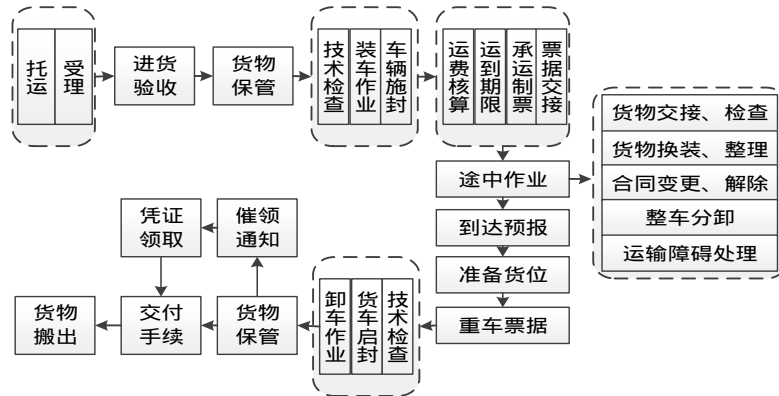 托运
受理
进货
验收
货物
保管
技术检查
装车作业
车辆施封
运费核算
运到期限
承运制票
票据交接
货物交接、检查
货物换装、整理
合同变更、解除
整车分卸
运输障碍处理
途中作业
到达预报
准备货位
重车票据
技术检查
货车启封
卸车作业
货物
保管
催领
通知
凭证
领取
交付
手续
货物
搬出